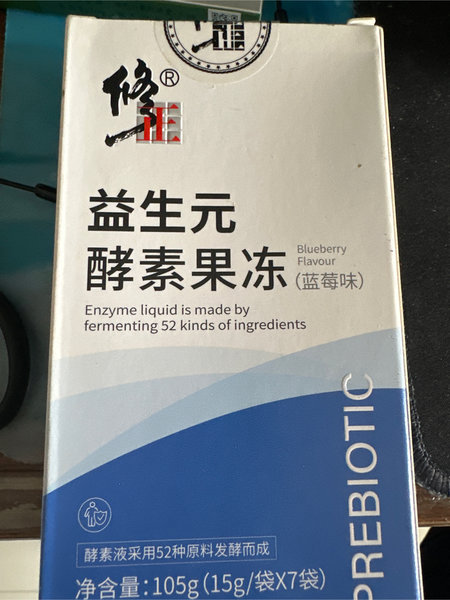 修正®
益生元
酵素果冻
Blueberry
Flavour
(蓝莓味)
Enzyme liquid is made by
fermenting 52 kinds of ingredients
PREBIOTIC
酵素液采用52种原料发酵而成
净含量:105g(15g/袋X7袋)